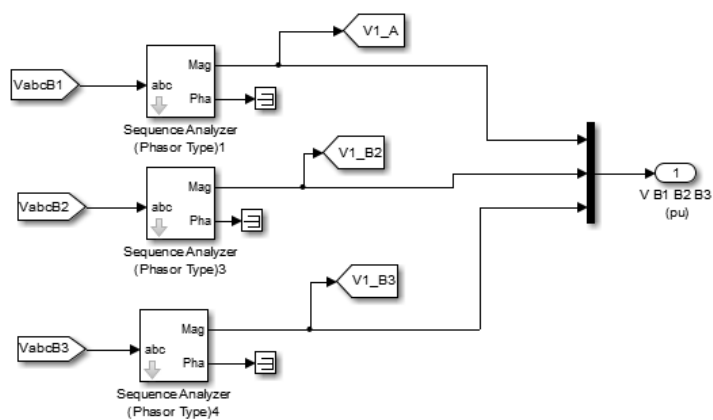 V1_A
VabcB1
abc
Mag
Pha
Sequence Analyzer
(Phasor Type)1
V1_B2
VabcB2
abc
Mag
Pha
Sequence Analyzer
(Phasor Type)3
1
V B1 B2 B3
(pu)
V1_B3
VabcB3
abc
Mag
Pha
Sequence Analyzer
(Phasor Type)4